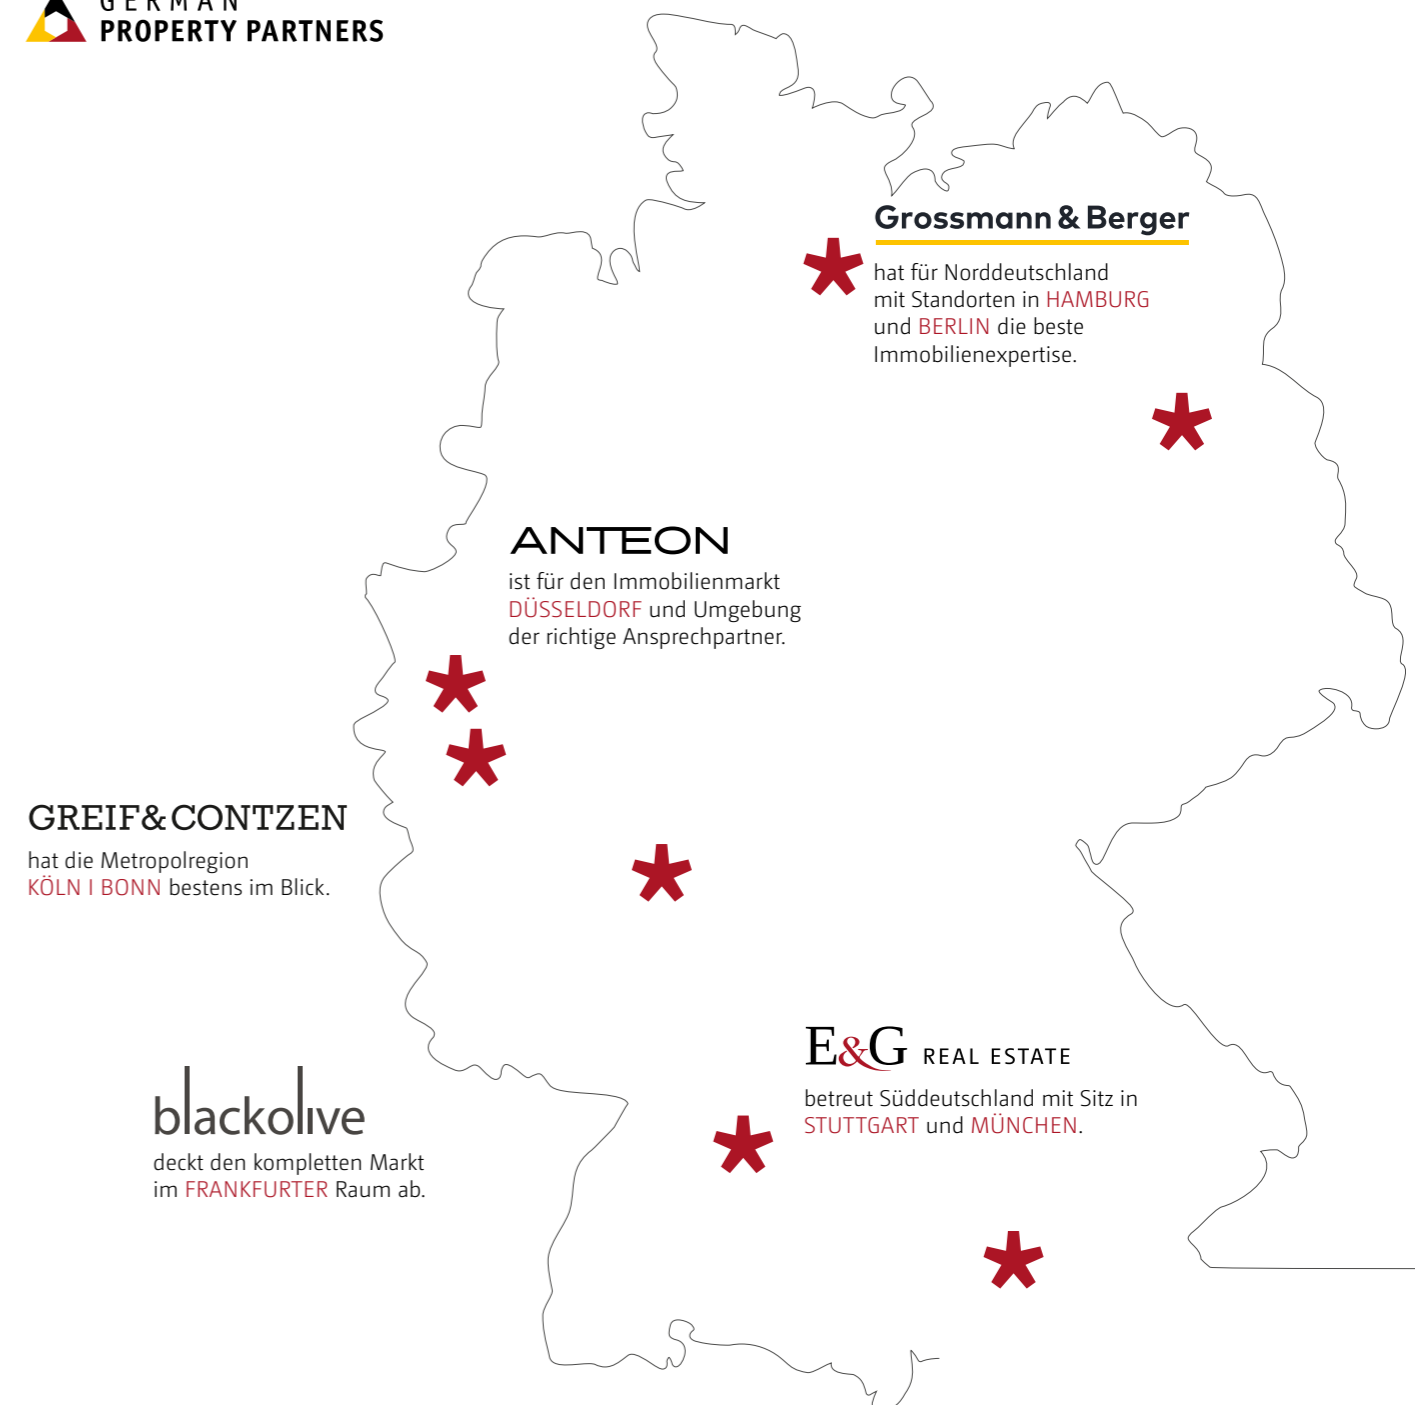 GERMAN
PROPERTY PARTNERS
Grossmann & Berger
hat für Norddeutschland
mit Standorten in HAMBURG
und BERLIN die beste
Immobilienexpertise.
ANTEON
ist für den Immobilienmarkt
DÜSSELDORF und Umgebung
der richtige Ansprechpartner.
GREIF & CONTZEN
hat die Metropolregion
KÖLN I BONN bestens im Blick.
E&G REAL ESTATE
betreut Süddeutschland mit Sitz in
STUTTGART und MÜNCHEN.
blackolive
deckt den kompletten Markt
im FRANKFURTER Raum ab.